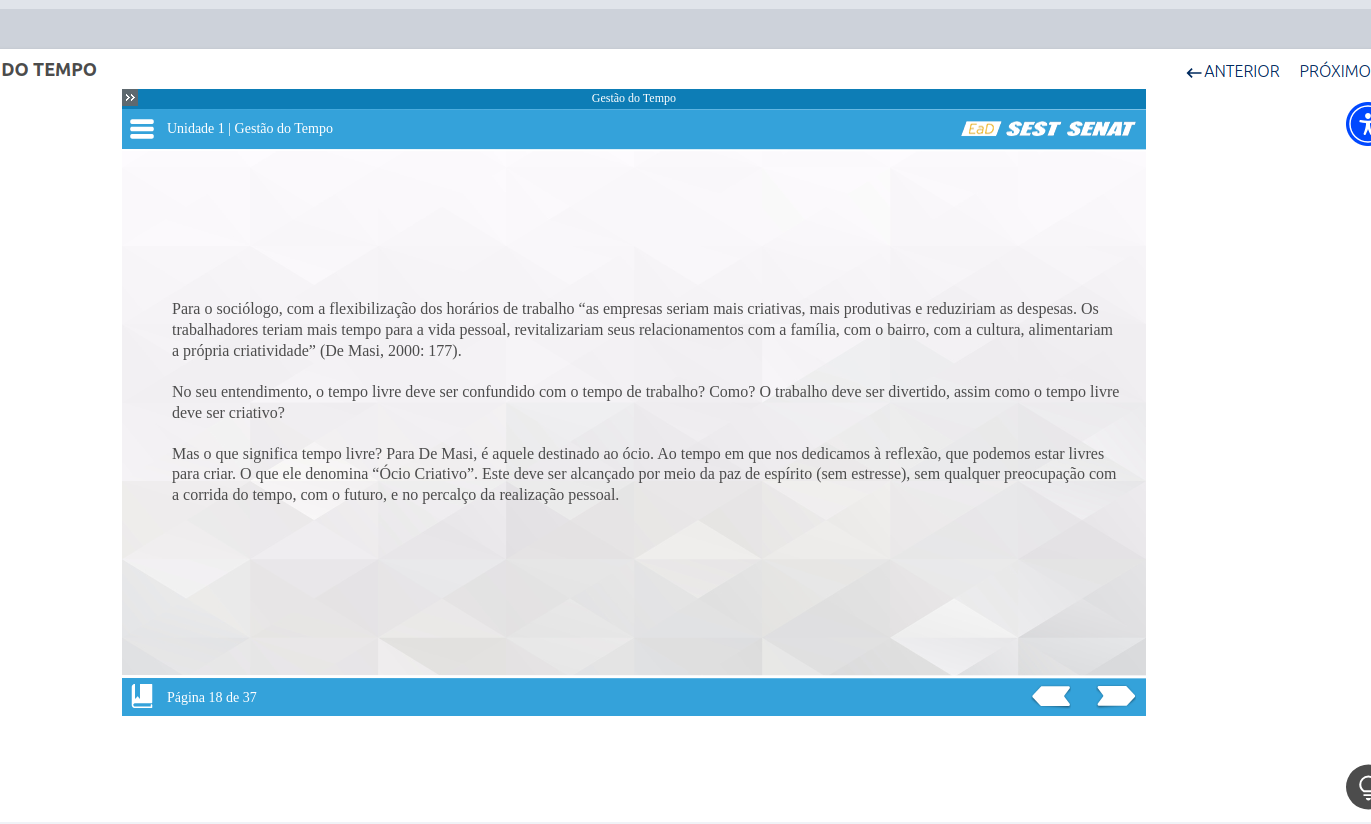 DO TEMPO
ANTERIOR
PRÓXIMO
Gestão do Tempo
Unidade 1 | Gestão do Tempo
EaD SEST SENAT
Para o sociólogo, com a flexibilização dos horários de trabalho “as empresas seriam mais criativas, mais produtivas e reduziriam as despesas. Os
trabalhadores teriam mais tempo para a vida pessoal, revitalizariam seus relacionamentos com a família, com o bairro, com a cultura, alimentariam
a própria criatividade” (De Masi, 2000: 177).
No seu entendimento, o tempo livre deve ser confundido com o tempo de trabalho? Como? O trabalho deve ser divertido, assim como o tempo livre
deve ser criativo?
Mas o que significa tempo livre? Para De Masi, é aquele destinado ao ócio. Ao tempo em que nos dedicamos à reflexão, que podemos estar livres
para criar. O que ele denomina “Ócio Criativo”. Este deve ser alcançado por meio da paz de espírito (sem estresse), sem qualquer preocupação com
a corrida do tempo, com o futuro, e no percalço da realização pessoal.
Página 18 de 37